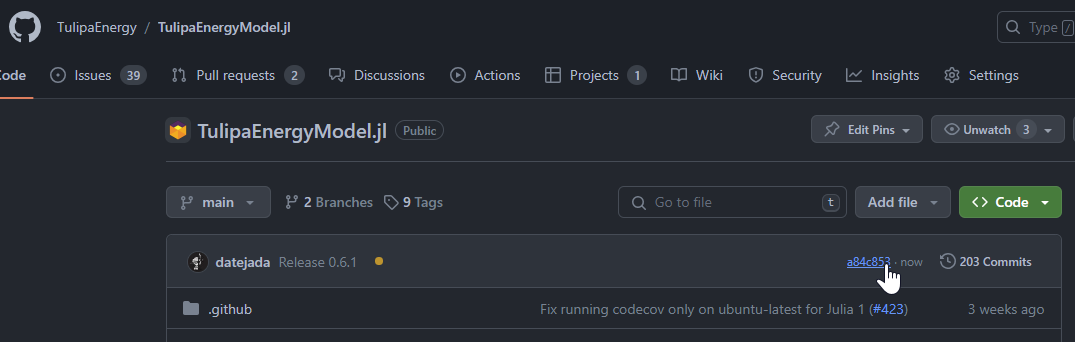 TulipaEnergy / TulipaEnergyModel.jl Type /
Code Issues 39 Pull requests 2 Discussions Actions Projects 1 Wiki Security Insights Settings
TulipaEnergyModel.jl Public Edit Pins Unwatch 3
main 2 Branches 9 Tags Go to file t Add file Code
datejada Release 0.6.1 a84c853 · now 203 Commits
.github Fix running codecov only on ubuntu-latest for Julia 1 (#423) 3 weeks ago